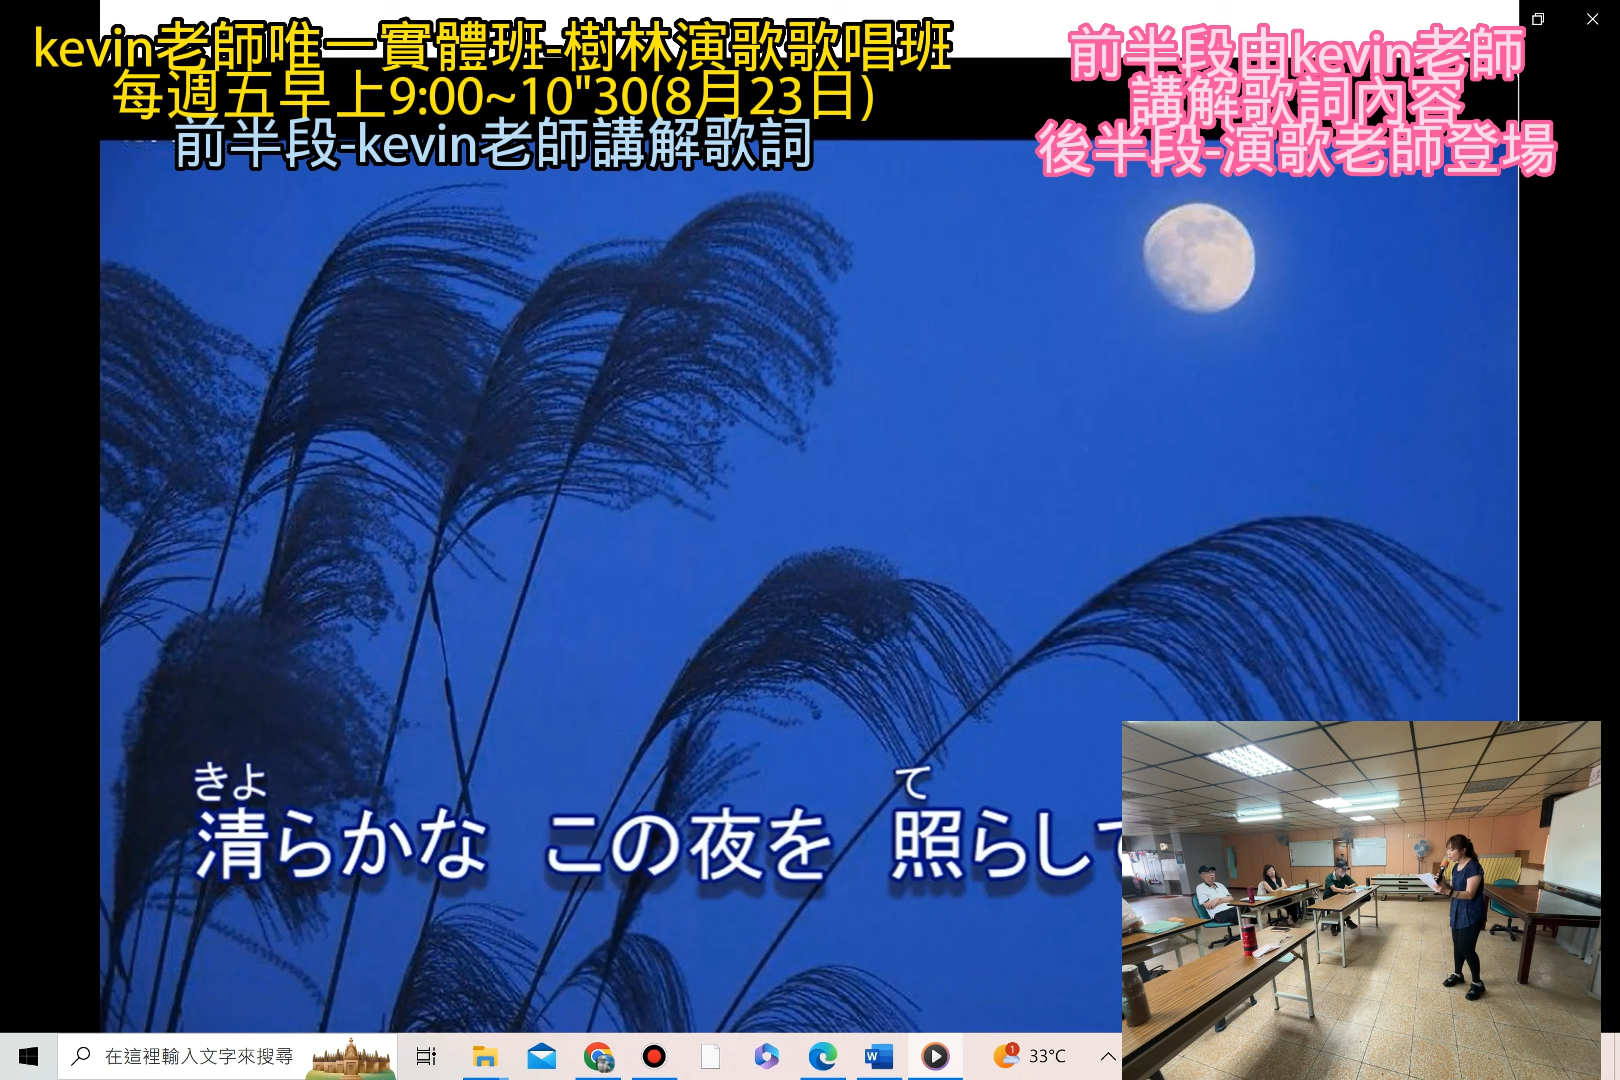 kevin老師唯一實體班-樹林演歌歌唱班
每週五早上9:00~10"30(8月23日)
前半段-kevin老師講解歌詞
前半段由kevin老師
講解歌詞內容
後半段-演歌老師登場
きよ て
清らかな この夜を 照らして
在這裡輸入文字來搜尋
W
1
33°C